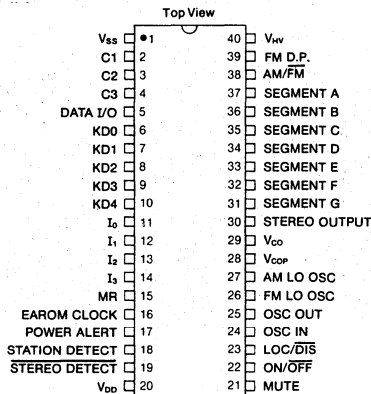 Top View
Vss 1 40 VHV
C1 2 39 FM D.P.
C2 3 38 AM/FM
C3 4 37 SEGMENT A
DATA I/O 5 36 SEGMENT B
KD0 6 35 SEGMENT C
KD1 7 34 SEGMENT D
KD2 8 33 SEGMENT E
KD3 9 32 SEGMENT F
KD4 10 31 SEGMENT G
I0 11 30 STEREO OUTPUT
I1 12 29 VCO
I2 13 28 VCOP
I3 14 27 AM LO OSC
MR 15 26 FM LO OSC
EAROM CLOCK 16 25 OSC OUT
POWER ALERT 17 24 OSC IN
STATION DETECT 18 23 LOC/DIS
STEREO DETECT 19 22 ON/OFF
VDD 20 21 MUTE